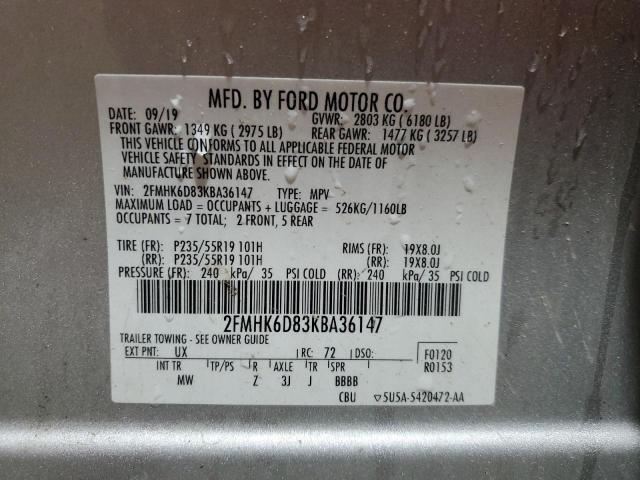 MFD. BY FORD MOTOR CO.
DATE: 09/19 GVWR: 2803 KG ( 6180 LB)
FRONT GAWR: 1349 KG ( 2975 LB) REAR GAWR: 1477 KG ( 3257 LB)
THIS VEHICLE CONFORMS TO ALL APPLICABLE FEDERAL MOTOR
VEHICLE SAFETY STANDARDS IN EFFECT ON THE DATE OF
MANUFACTURE SHOWN ABOVE.
VIN: 2FMHK6D83KBA36147 TYPE: MPV
MAXIMUM LOAD = OCCUPANTS + LUGGAGE = 526KG/1160LB
OCCUPANTS = 7 TOTAL; 2 FRONT, 5 REAR
TIRE (FR): P235/55R19 101H RIMS (FR): 19X8.0J
(RR): P235/55R19 101H (RR): 19X8.0J
PRESSURE (FR): 240 kPa/ 35 PSI COLD (RR): 240 kPa/ 35 PSI COLD
2FMHK6D83KBA36147
TRAILER TOWING - SEE OWNER GUIDE
EXT PNT: UX RC: 72 DSO: F0120
INT TR TP/PS R AXLE TR SPR R0153
MW Z 3J J BBBB
CBU ▽5U5A-5420472-AA